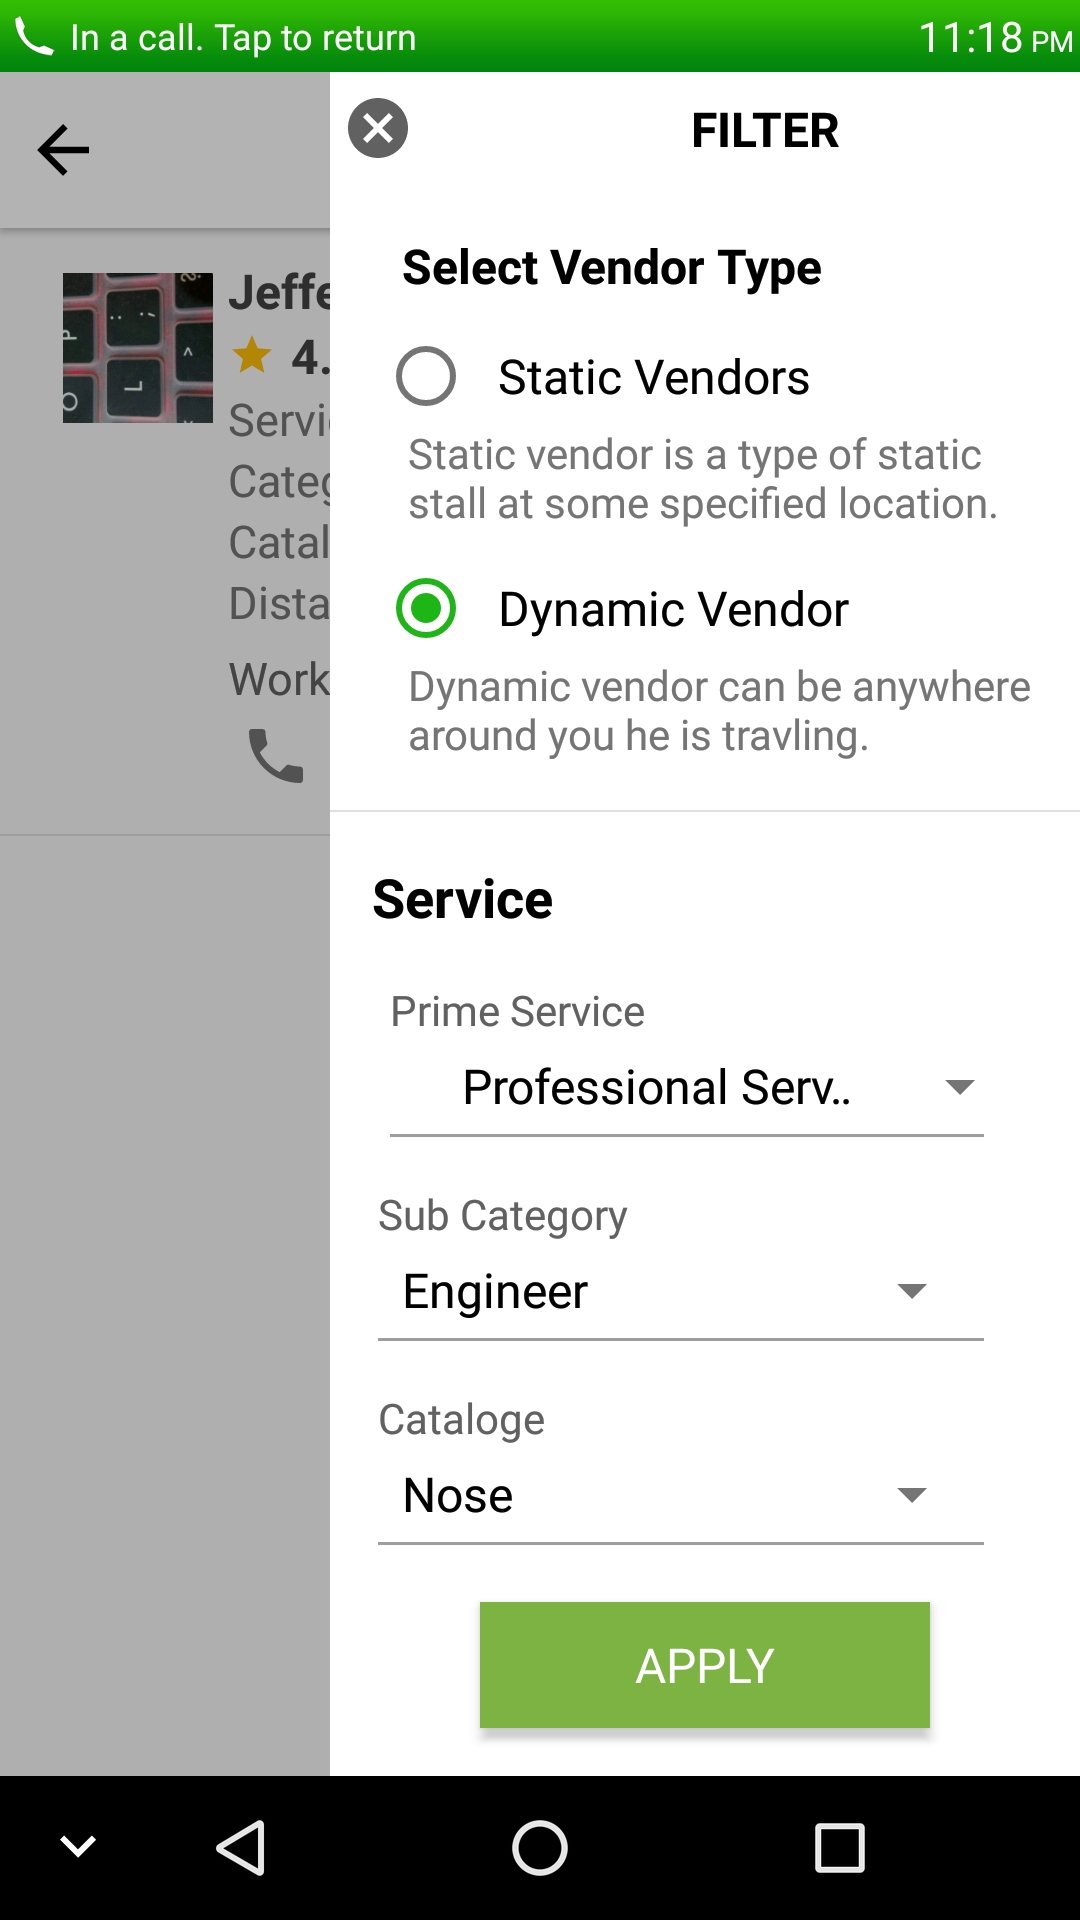 In a call. Tap to return
11:18 PM
FILTER
Select Vendor Type
Static Vendors
Static vendor is a type of static
stall at some specified location.
Dynamic Vendor
Dynamic vendor can be anywhere
around you he is travling.
Service
Prime Service
Professional Serv..
Sub Category
Engineer
Cataloge
Nose
APPLY
Jeffe
4.
Servi
Categ
Catal
Dista
Work